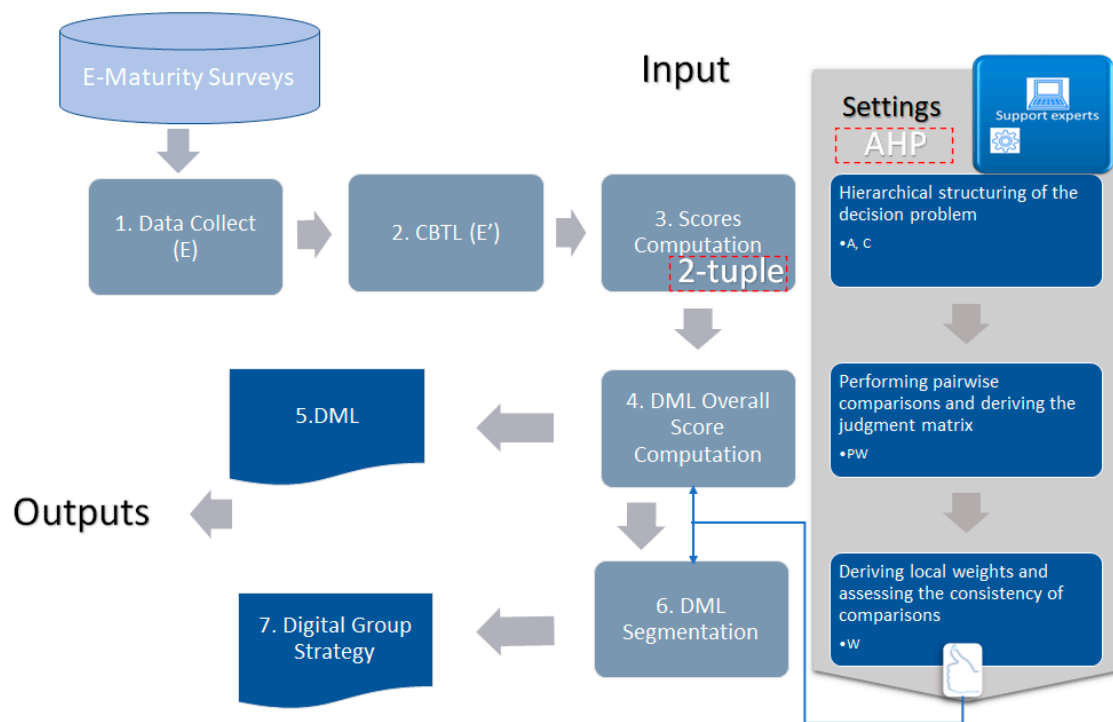 E-Maturity Surveys
Input
Settings
AHP
Support experts
1. Data Collect
(E)
2. CBTL (E’)
3. Scores
Computation
2-tuple
Hierarchical structuring of the
decision problem
•A, C
5.DML
4. DML Overall
Score
Computation
Performing pairwise
comparisons and deriving the
judgment matrix
•PW
Outputs
7. Digital Group
Strategy
6. DML
Segmentation
Deriving local weights and
assessing the consistency of
comparisons
•W